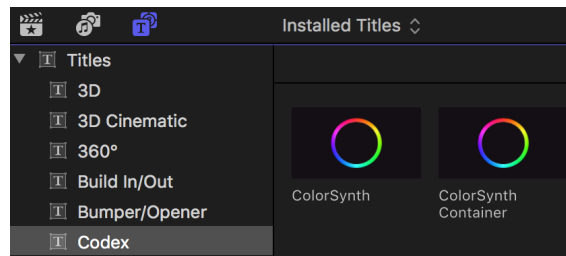 Installed Titles
Titles
3D
3D Cinematic
360°
Build In/Out
Bumper/Opener
Codex
ColorSynth
ColorSynth
Container